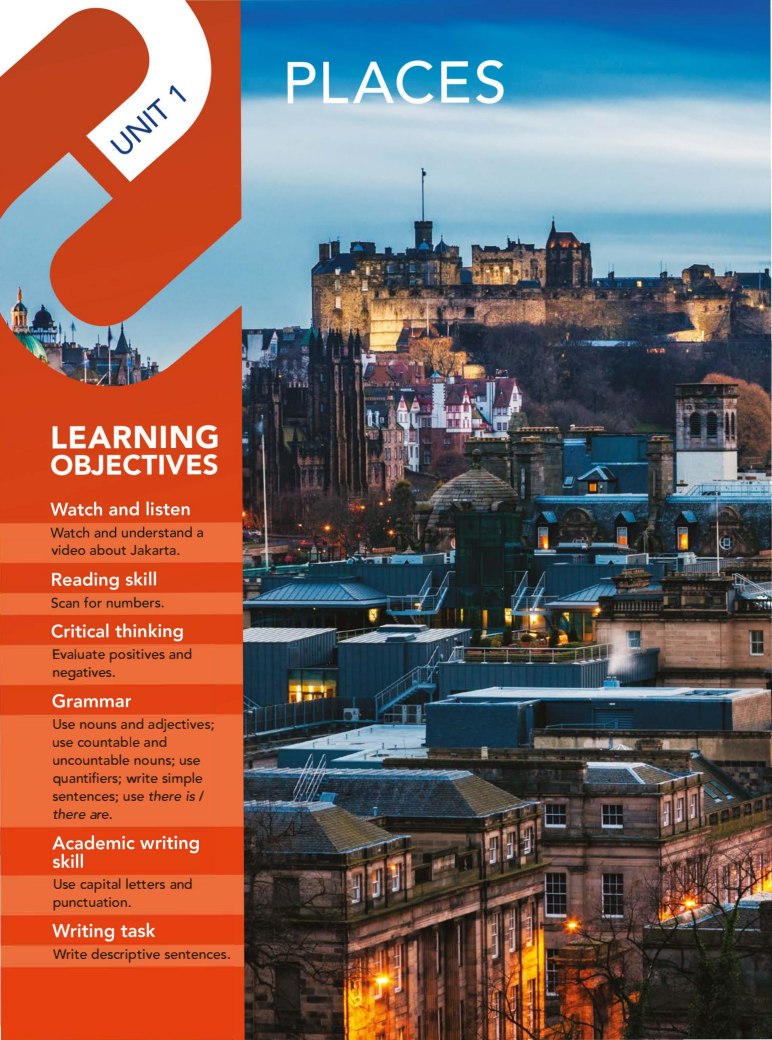 UNIT 1
PLACES
LEARNING
OBJECTIVES
Watch and listen
Watch and understand a
video about Jakarta.
Reading skill
Scan for numbers.
Critical thinking
Evaluate positives and
negatives.
Grammar
Use nouns and adjectives;
use countable and
uncountable nouns; use
quantifiers; write simple
sentences; use there is /
there are.
Academic writing
skill
Use capital letters and
punctuation.
Writing task
Write descriptive sentences.